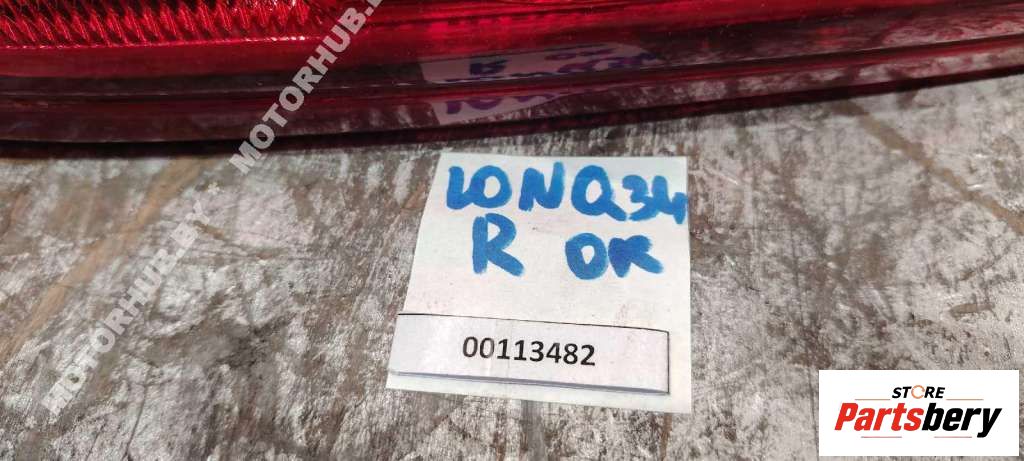 MOTORHUB.BY
MOTORHUB.BY
10NQ34
R OK
00113482
STORE
Partsbery